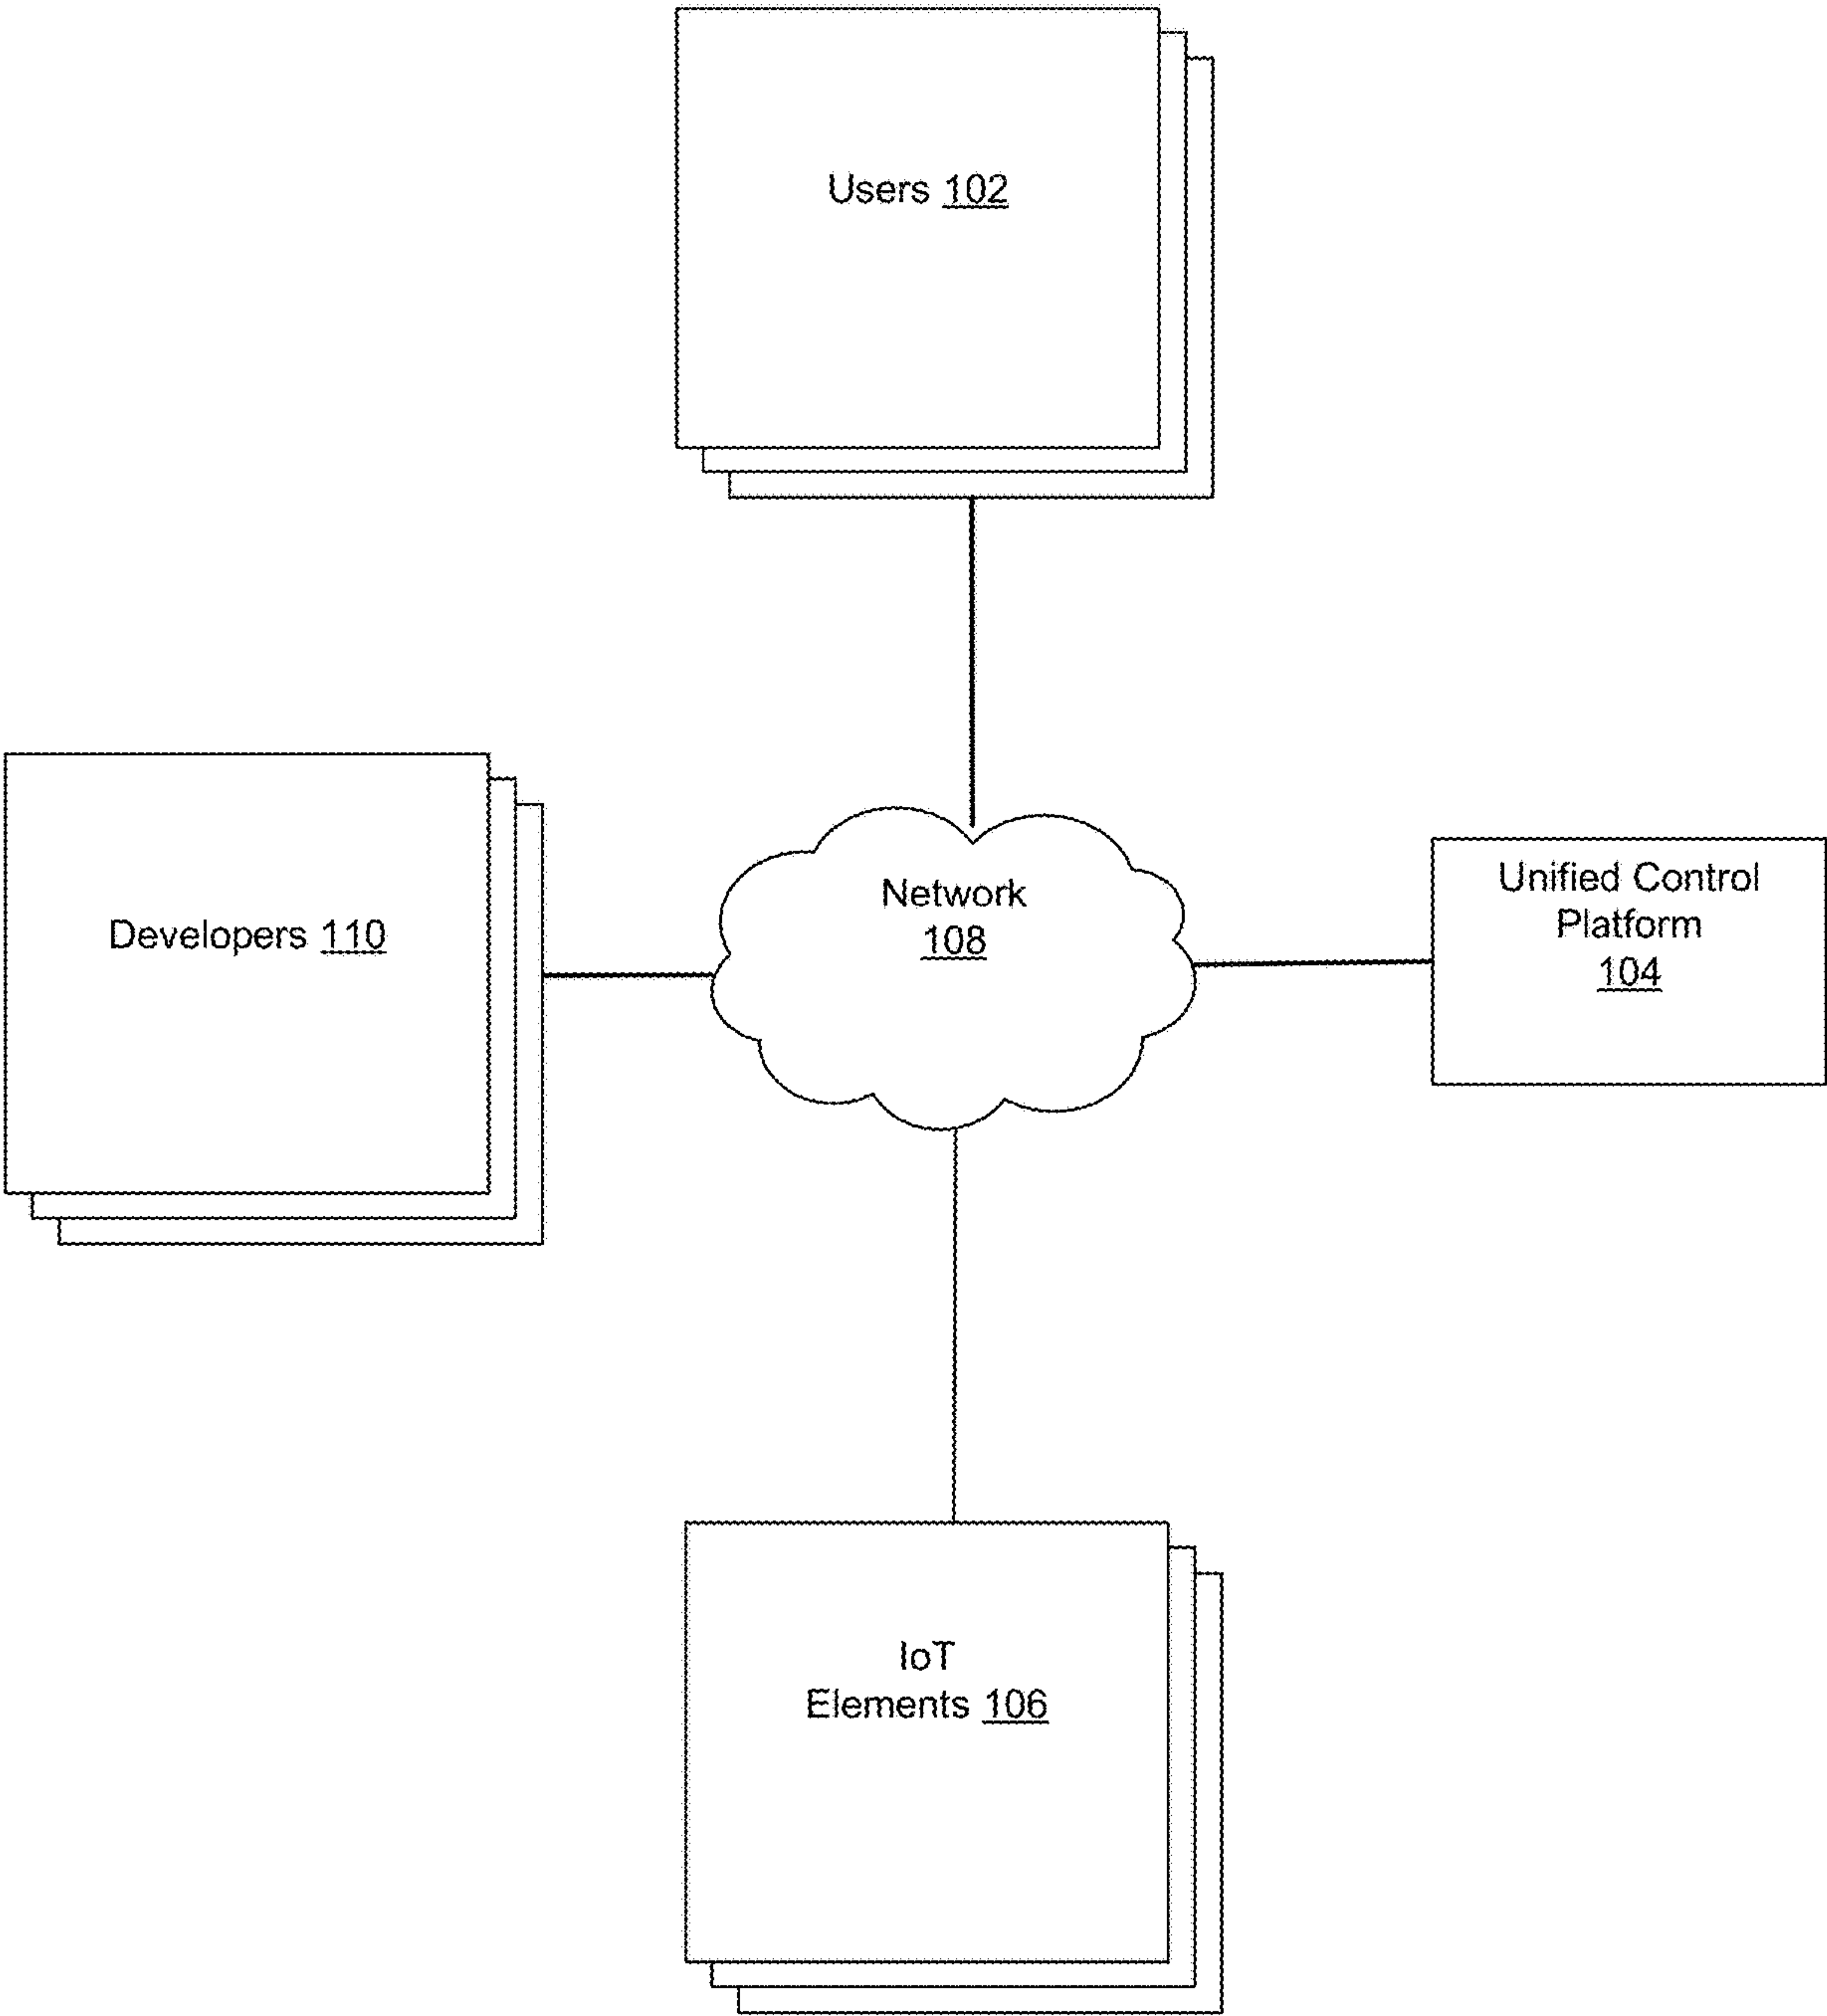 Users 102
Developers 110
Network
108
Unified Control
Platform
104
IoT
Elements 106